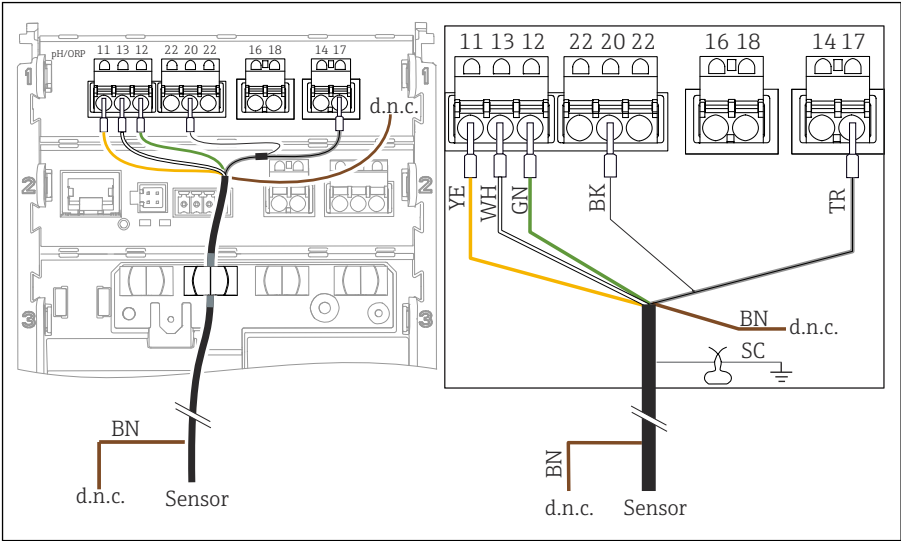 pH/ORP 11 13 12 22 20 22 16 18 14 17
1 1
d.n.c.
2 2
3 3
BN
d.n.c. Sensor
11 13 12 22 20 22 16 18 14 17
YE WH GN BK TR
BN d.n.c.
SC
BN
d.n.c. Sensor